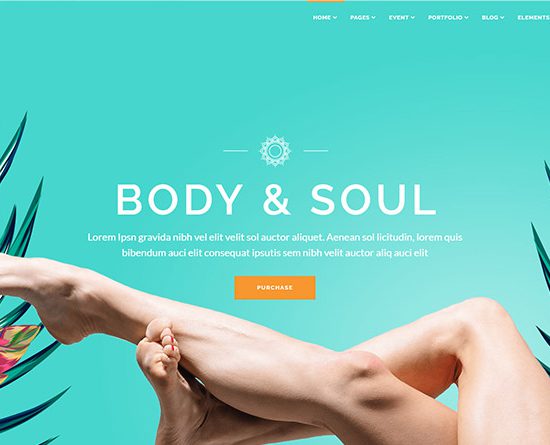 HOME PAGES EVENT PORTFOLIO BLOG ELEMENTS
BODY & SOUL
Lorem Ipsn gravida nibh vel elit velit sol auctor aliquet. Aenean sol licitudin, lorem quis
bibendum auci elit consequat ipsutis sem nibh velit auctor aliq auci elit
PURCHASE